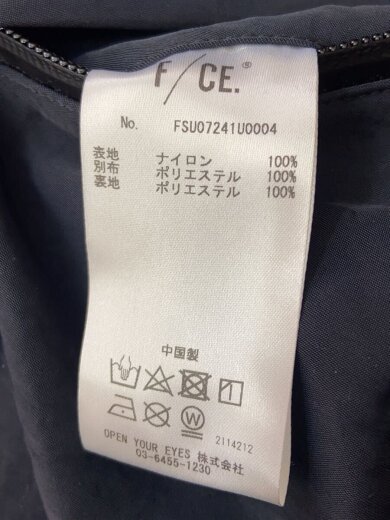 F/CE.®
No. FSU07241U0004
表地 ナイロン 100%
別布 ポリエステル 100%
裏地 ポリエステル 100%
中国製
W
2114212
OPEN YOUR EYES 株式会社
03-6455-1230